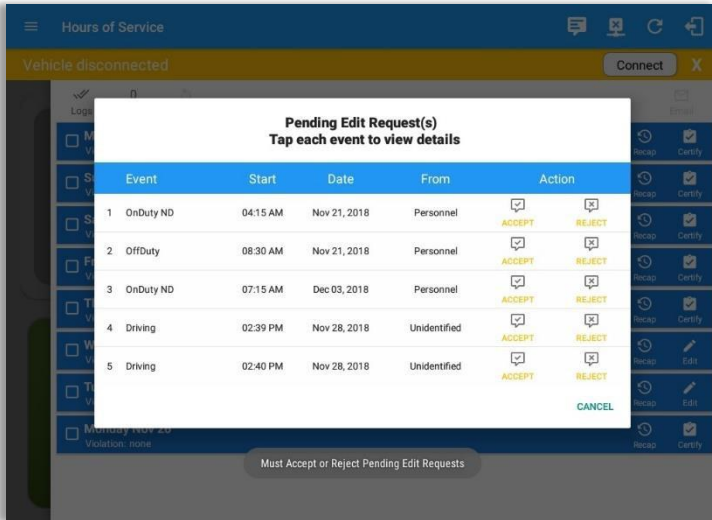 Hours of Service
Vehicle disconnected
Connect
X
Logs
Pending Edit Request(s)
Tap each event to view details
Event Start Date From Action
1 OnDuty ND 04:15 AM Nov 21, 2018 Personnel ACCEPT REJECT
2 OffDuty 08:30 AM Nov 21, 2018 Personnel ACCEPT REJECT
3 OnDuty ND 07:15 AM Dec 03, 2018 Personnel ACCEPT REJECT
4 Driving 02:39 PM Nov 28, 2018 Unidentified ACCEPT REJECT
5 Driving 02:40 PM Nov 28, 2018 Unidentified ACCEPT REJECT
CANCEL
Recap Certify
Recap Certify
Recap Certify
Recap Certify
Recap Certify
Recap Edit
Recap Edit
Monday Nov 26
Violation: none
Recap Certify
Must Accept or Reject Pending Edit Requests